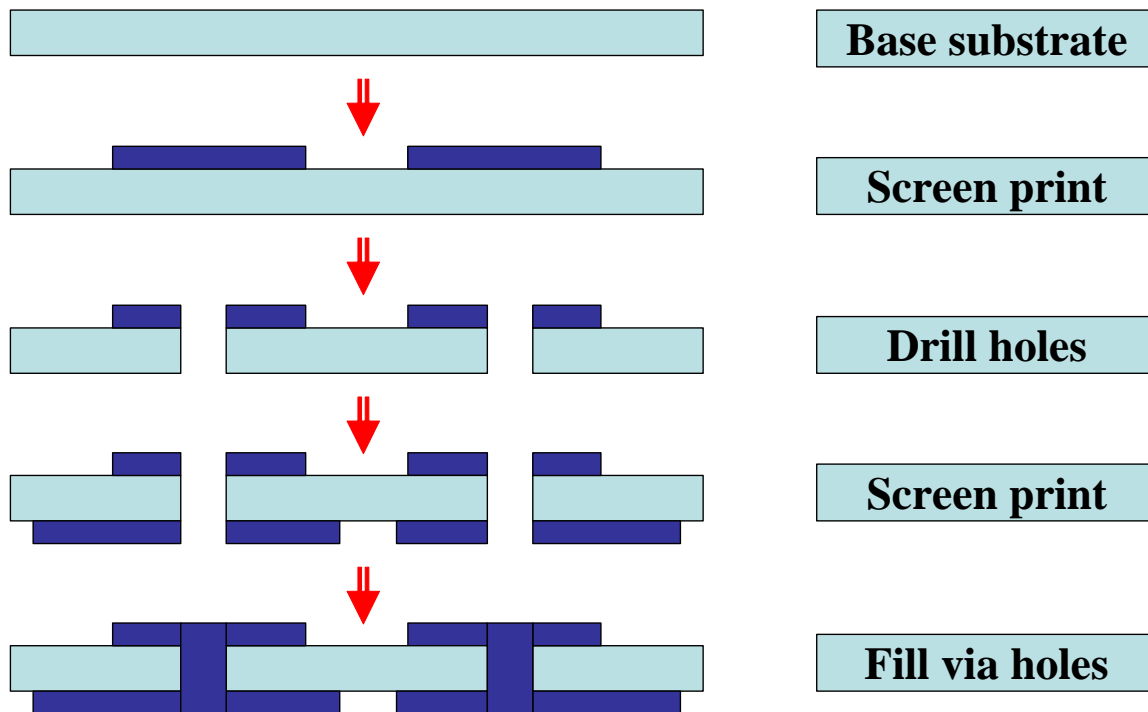 Base substrate
Screen print
Drill holes
Screen print
Fill via holes